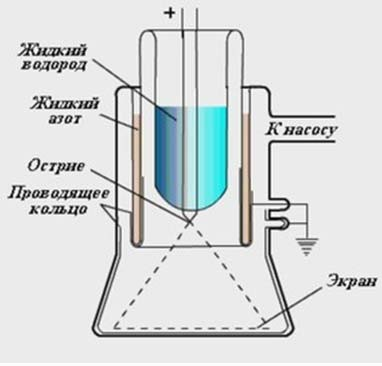 +
Жидкий
водород
Жидкий
азот
К насосу
Острие
Проводящее
кольцо
Экран